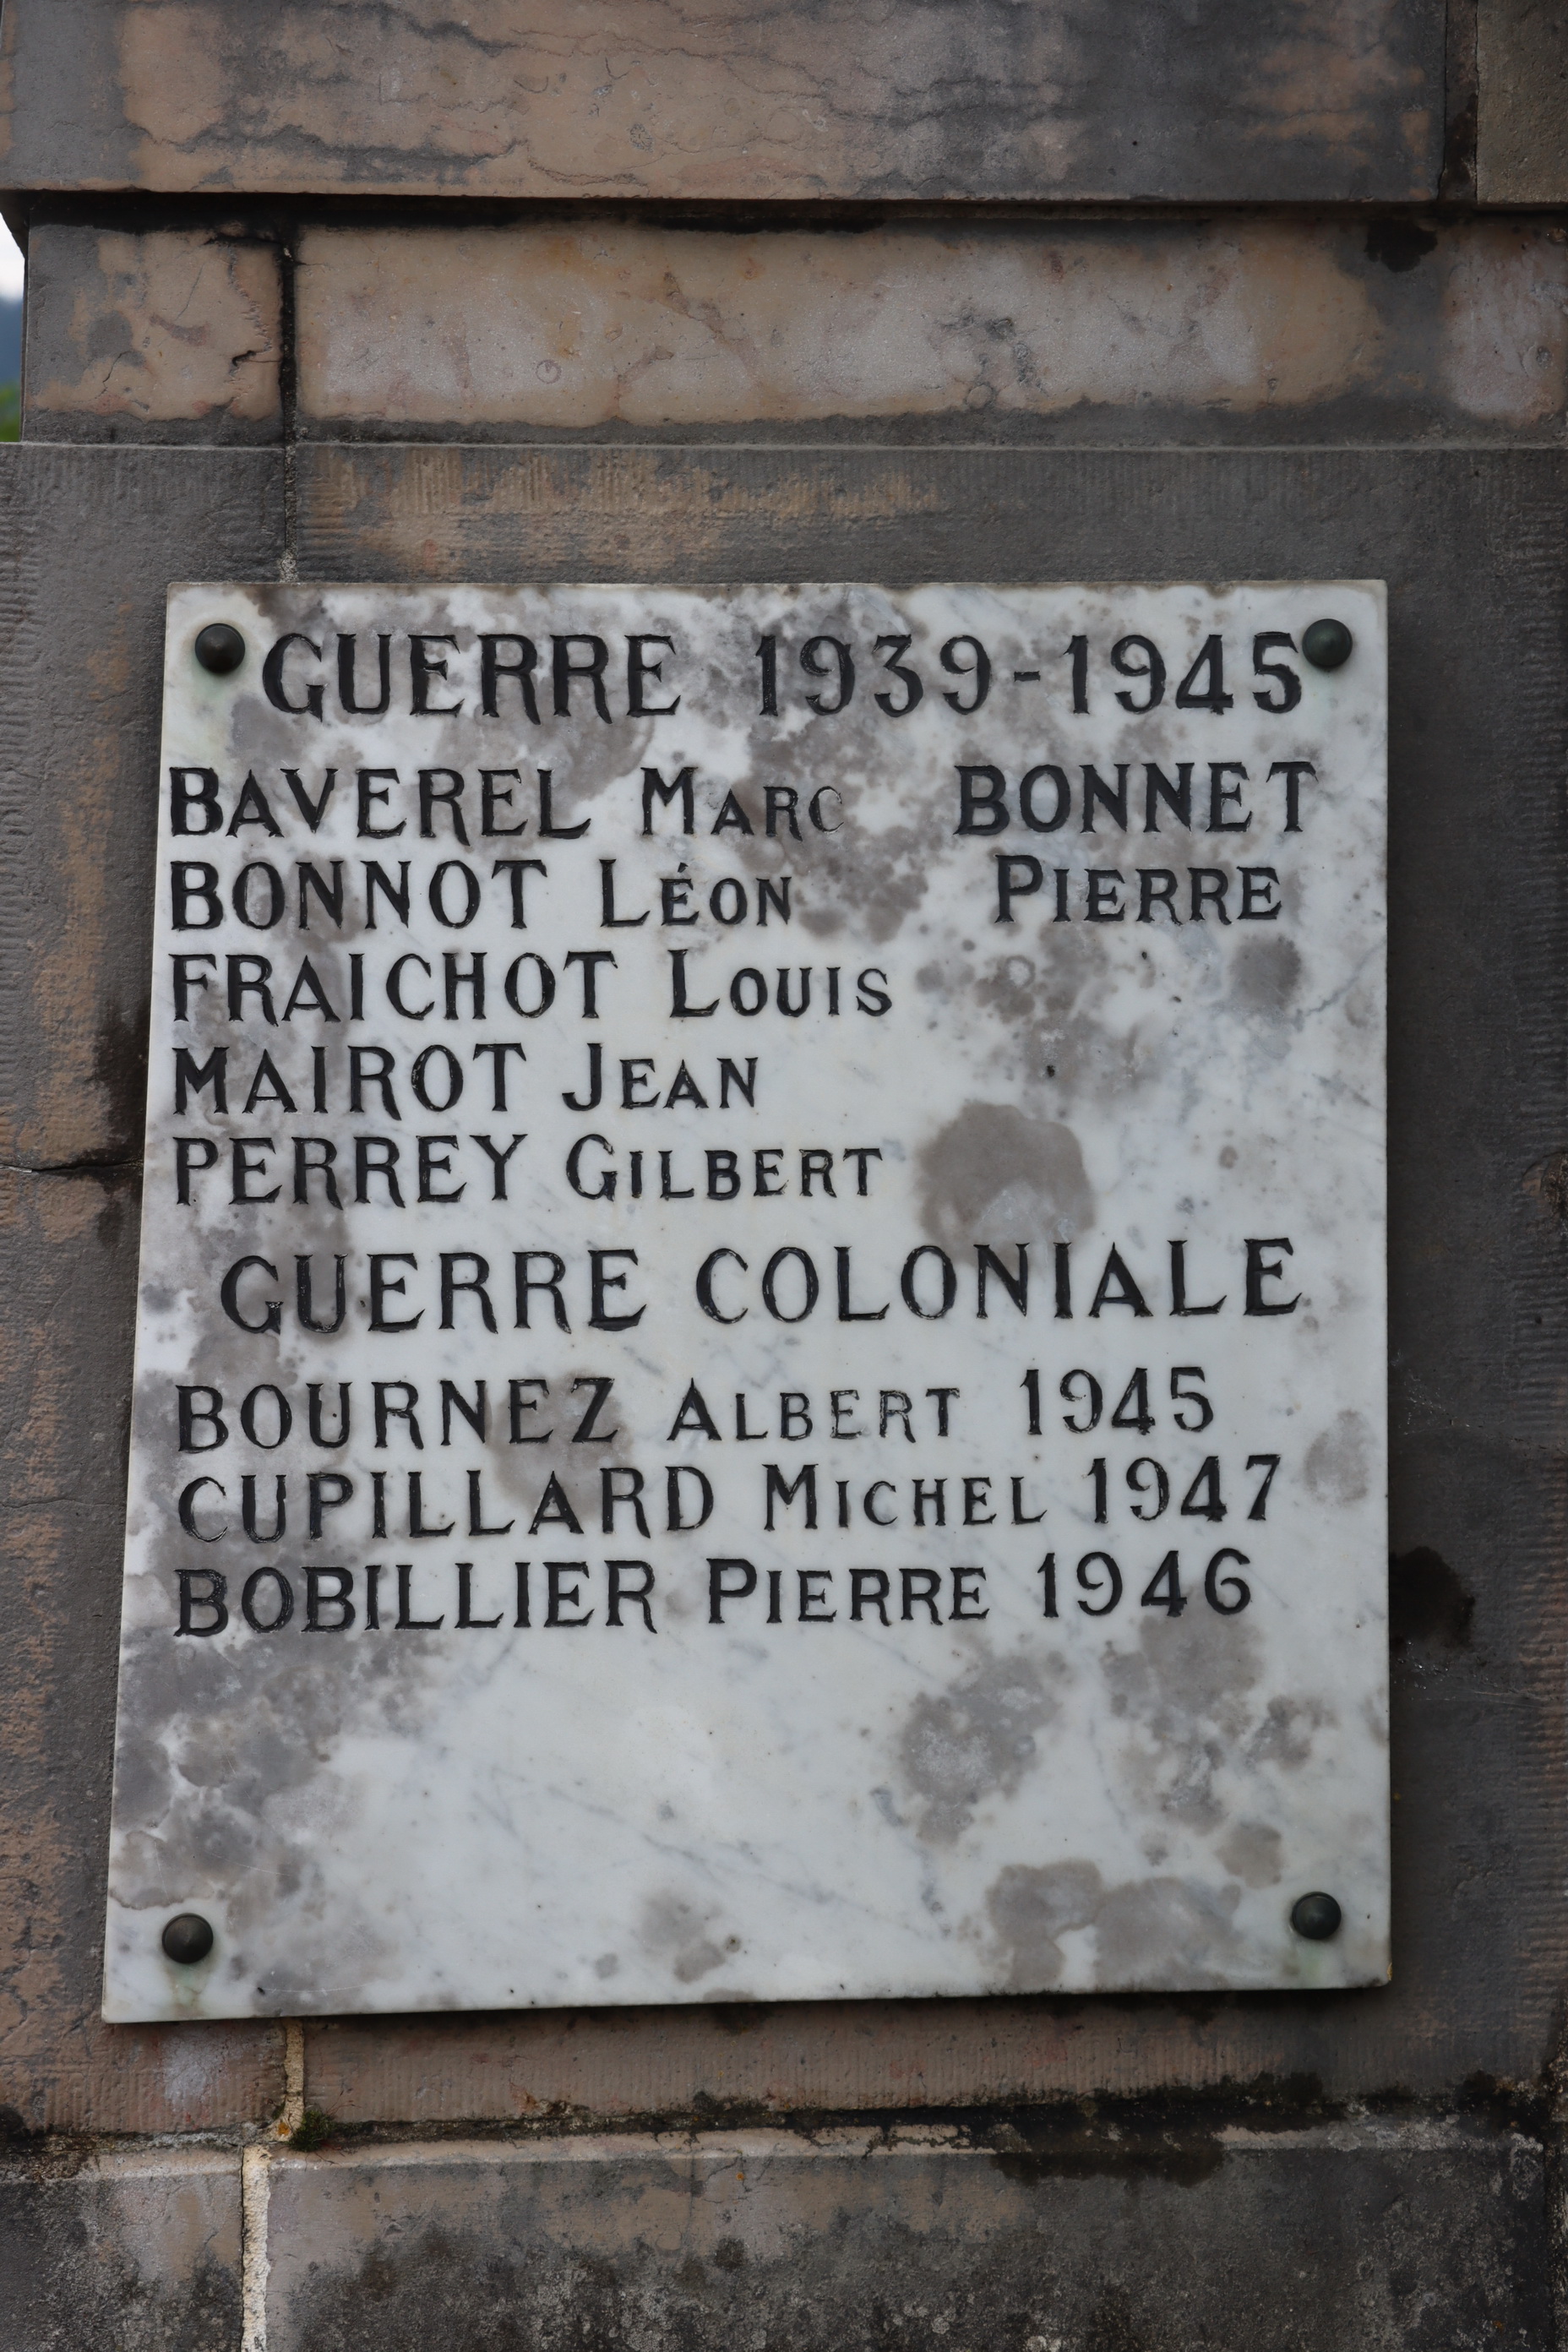 GUERRE 1939-1945
BAVEREL MARC BONNET
BONNOT LÉON PIERRE
FRAICHOT LOUIS
MAIROT JEAN
PERREY GILBERT
GUERRE COLONIALE
BOURNEZ ALBERT 1945
CUPILLARD MICHEL 1947
BOBILLIER PIERRE 1946